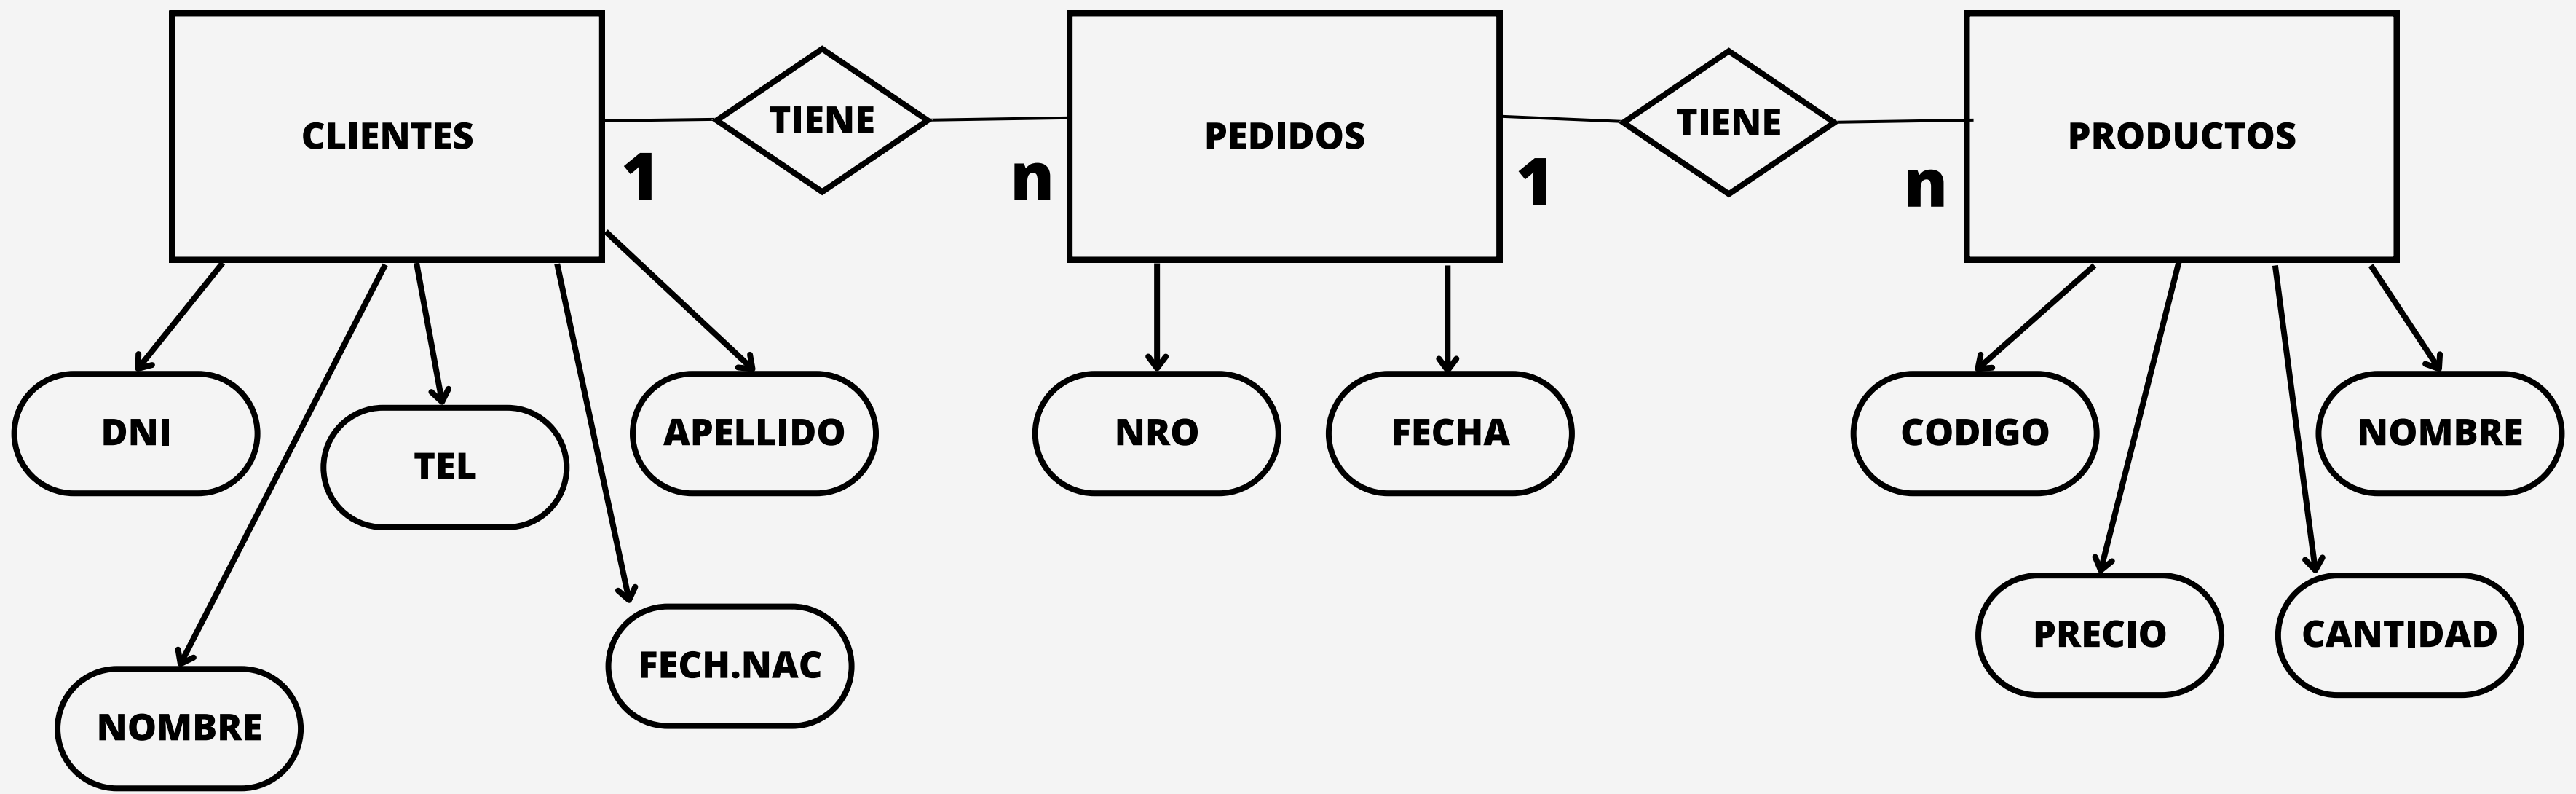 CLIENTES
TIENE
PEDIDOS
TIENE
PRODUCTOS
1
n
1
n
DNI
TEL
APELLIDO
NRO
FECHA
CODIGO
NOMBRE
NOMBRE
FECH.NAC
PRECIO
CANTIDAD